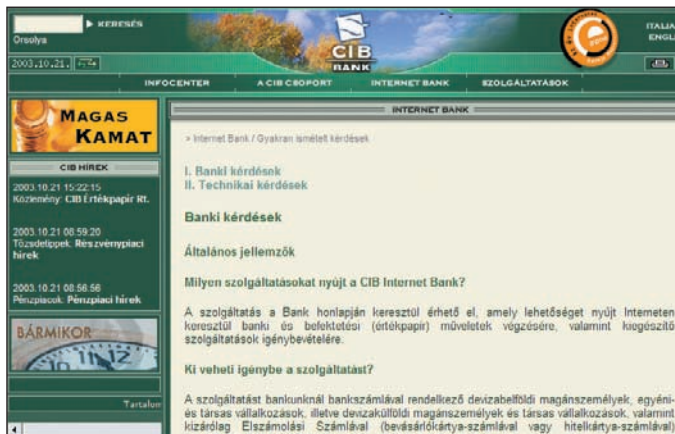 KERESÉS
Orsolya
2003.10.21.
CIB
BANK
ITALIA
ENGL
INFOCENTER
A CIB CSOPORT
INTERNET BANK
SZOLGÁLTATÁSOK
MAGAS
KAMAT
CIB HÍREK
2003.10.21 15:22:15
Közlemény: CIB Értékpapír Rt.
2003.10.21 08:59:20
Tőzsdetippek: Részvénypiaci
hírek
2003.10.21 08:56:56
Pénzpiacok: Pénzpiaci hírek
BÁRMIKOR
Tartalom
INTERNET BANK
» Internet Bank / Gyakran ismételt kérdések
I. Banki kérdések
II. Technikai kérdések
Banki kérdések
Általános jellemzők
Milyen szolgáltatásokat nyújt a CIB Internet Bank?
A szolgáltatás a Bank honlapján keresztül érhető el, amely lehetőséget nyújt Interneten
keresztül banki és befektetési (értékpapír) műveletek végzésére, valamint kiegészítő
szolgáltatások igénybevételére.
Ki veheti igénybe a szolgáltatást?
A szolgáltatást bankunknál bankszámlával rendelkező devizabelföldi magánszemélyek, egyéni-
és társas vállalkozások, illetve devizakülföldi magánszemélyek és társas vállalkozások, valamint
kizárólag Elszámolási Számlával (bevásárlókártya-számlával vagy hitelkártya-számlával)